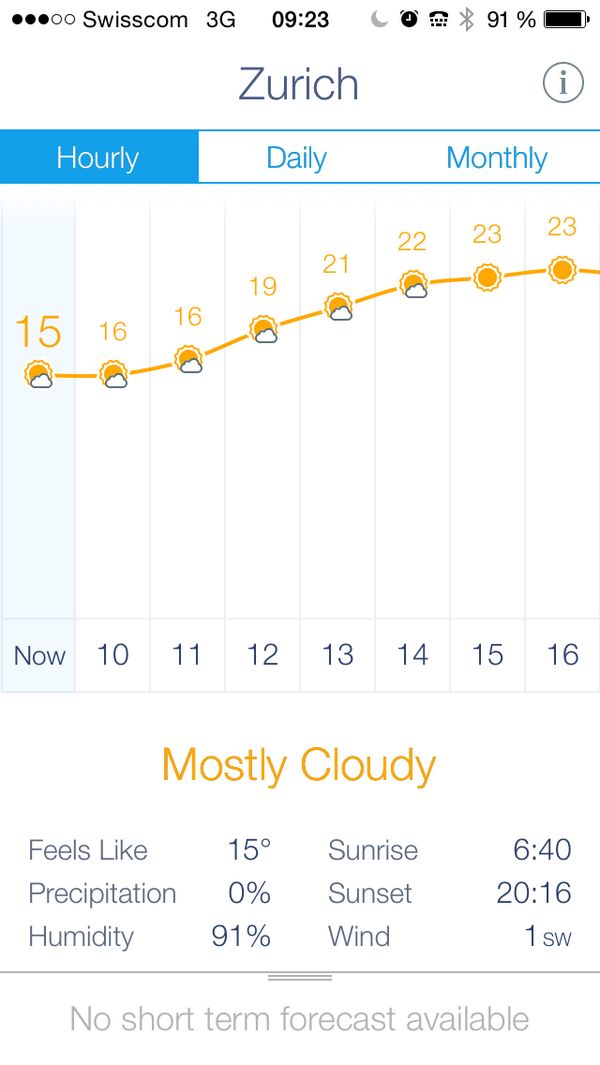 Swisscom 3G 09:23 91 %
Zurich i
Hourly Daily Monthly
15 16 16 19 21 22 23 23
Now 10 11 12 13 14 15 16
Mostly Cloudy
Feels Like 15° Sunrise 6:40
Precipitation 0% Sunset 20:16
Humidity 91% Wind 1 SW
No short term forecast available